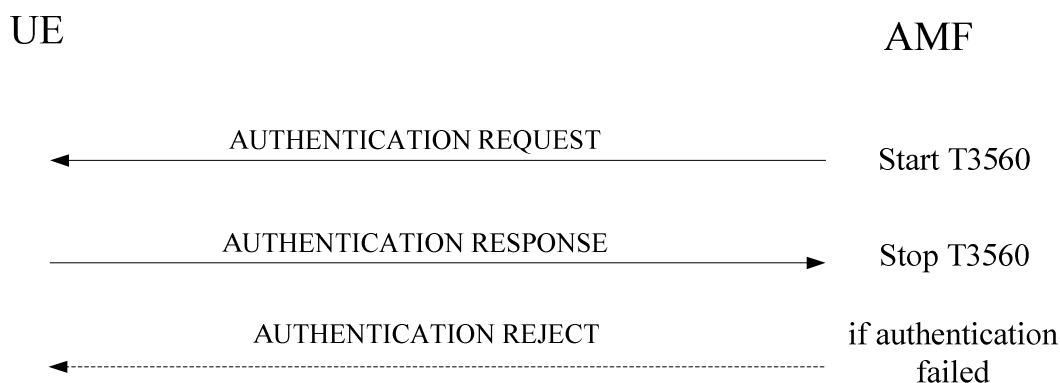 UE
AMF
AUTHENTICATION REQUEST
Start T3560
AUTHENTICATION RESPONSE
Stop T3560
AUTHENTICATION REJECT
if authentication
failed